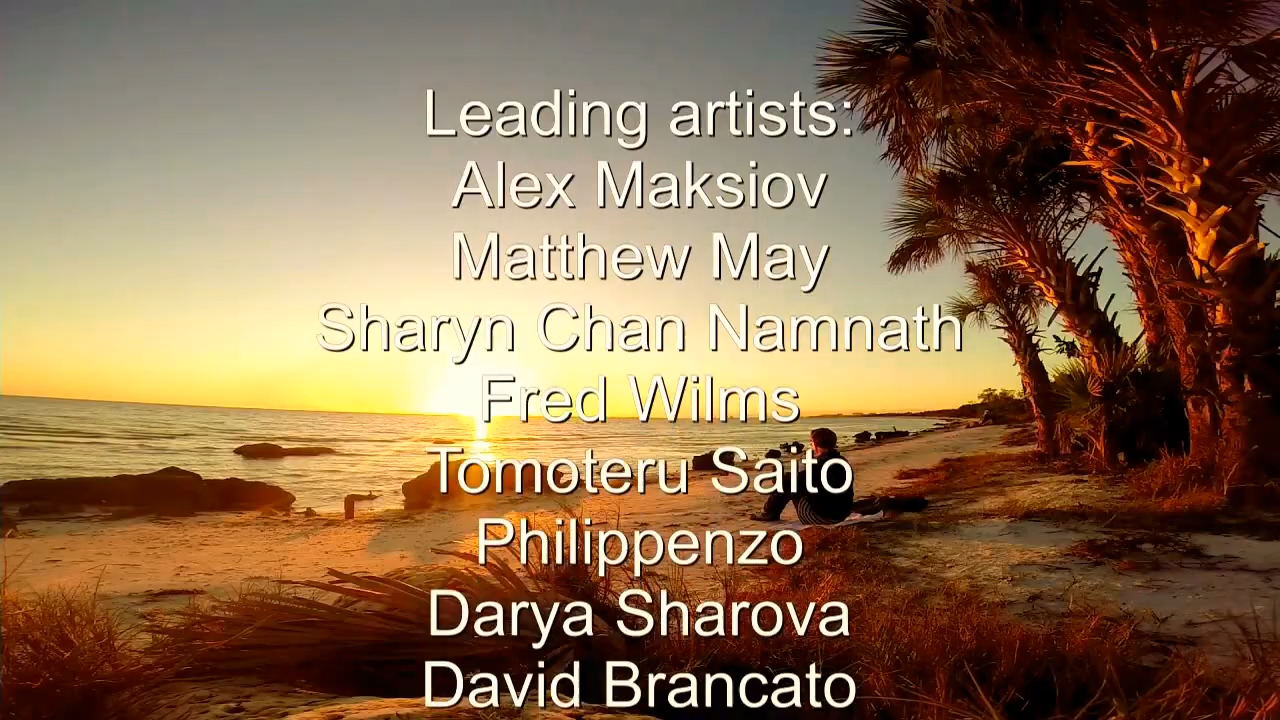 Leading artists:
Alex Maksiov
Matthew May
Sharyn Chan Namnath
Fred Wilms
Tomoteru Saito
Philippenzo
Darya Sharova
David Brancato